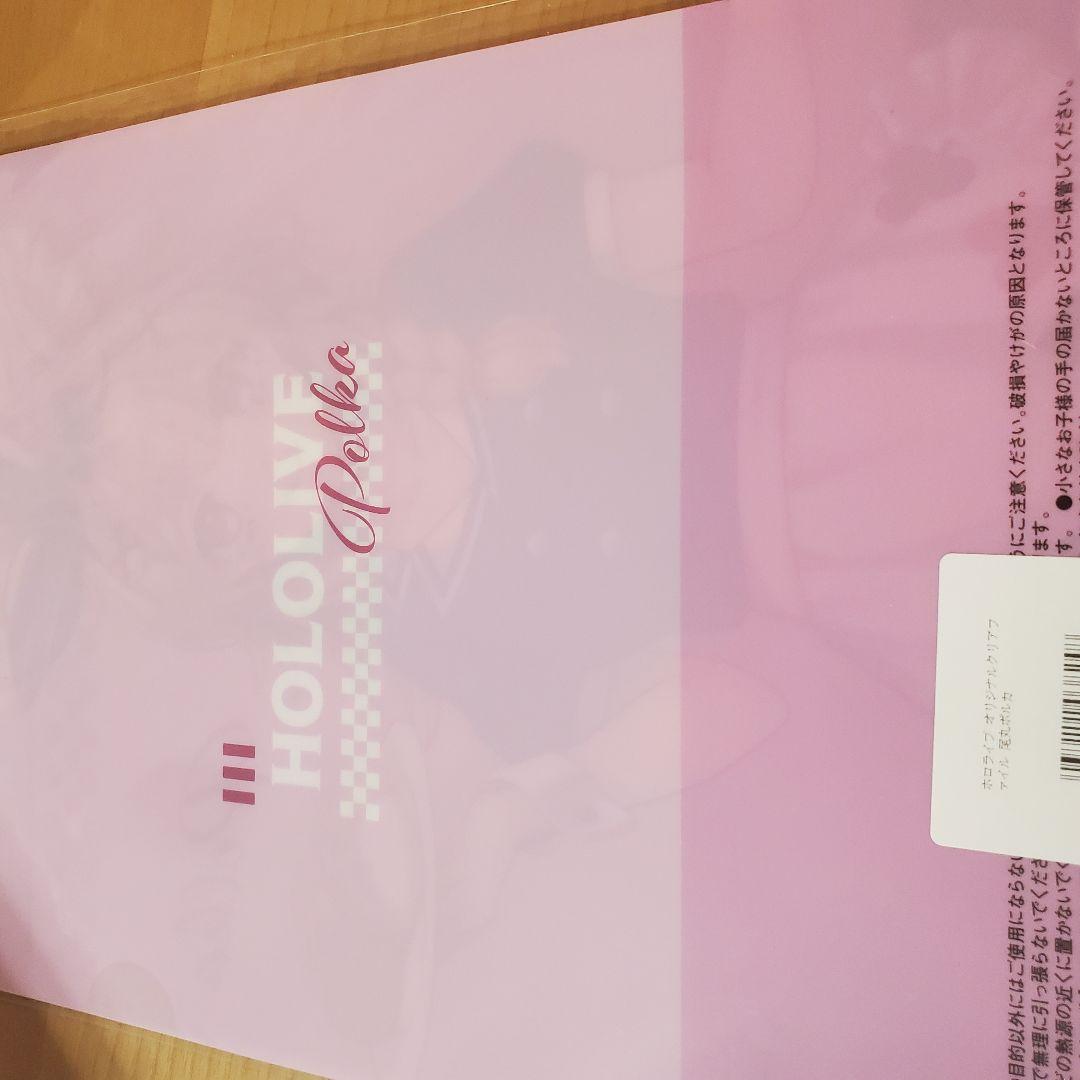 HOLOLIVE
Polka
目的以外にはご使用にならない
うにご注意ください。破損やけがの原因となります。
で無理に引っ張らないでくださ
ます。
どの熱源の近くに置かないでく
す。 ●小さなお子様の手の届かないところに保管してください。
ホロライブ オリジナルクリアフ
ァイル 尾丸ポルカ